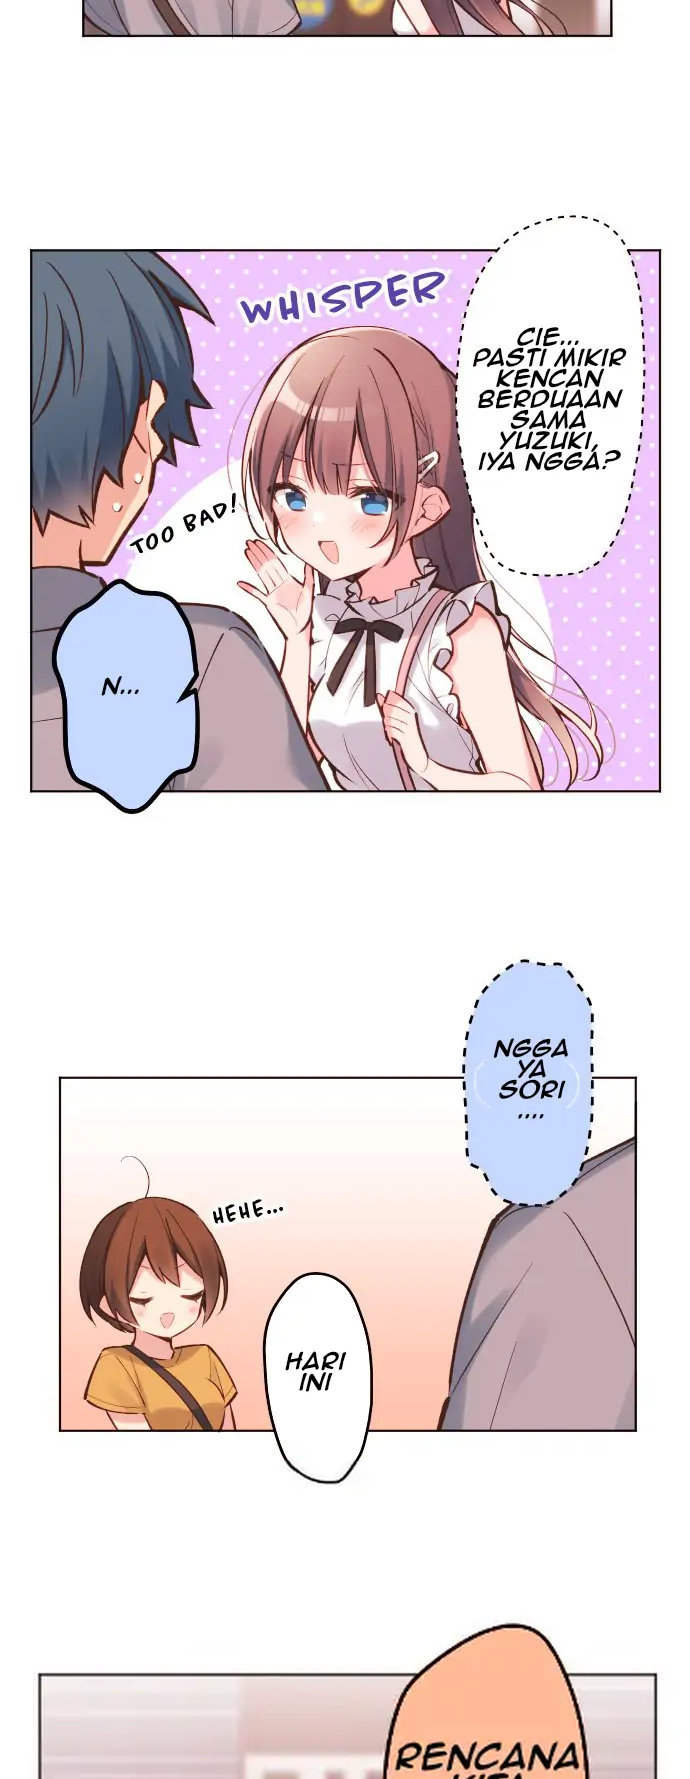 WHISPER
CIE...
PASTI MIKIR
KENCAN
BERDUAAN
SAMA
YUZUKI,
IYA NGGA?
TOO BAD!
N...
NGGA
YA
SORI
....
HEHE...
HARI
INI
RENCANA
KITA